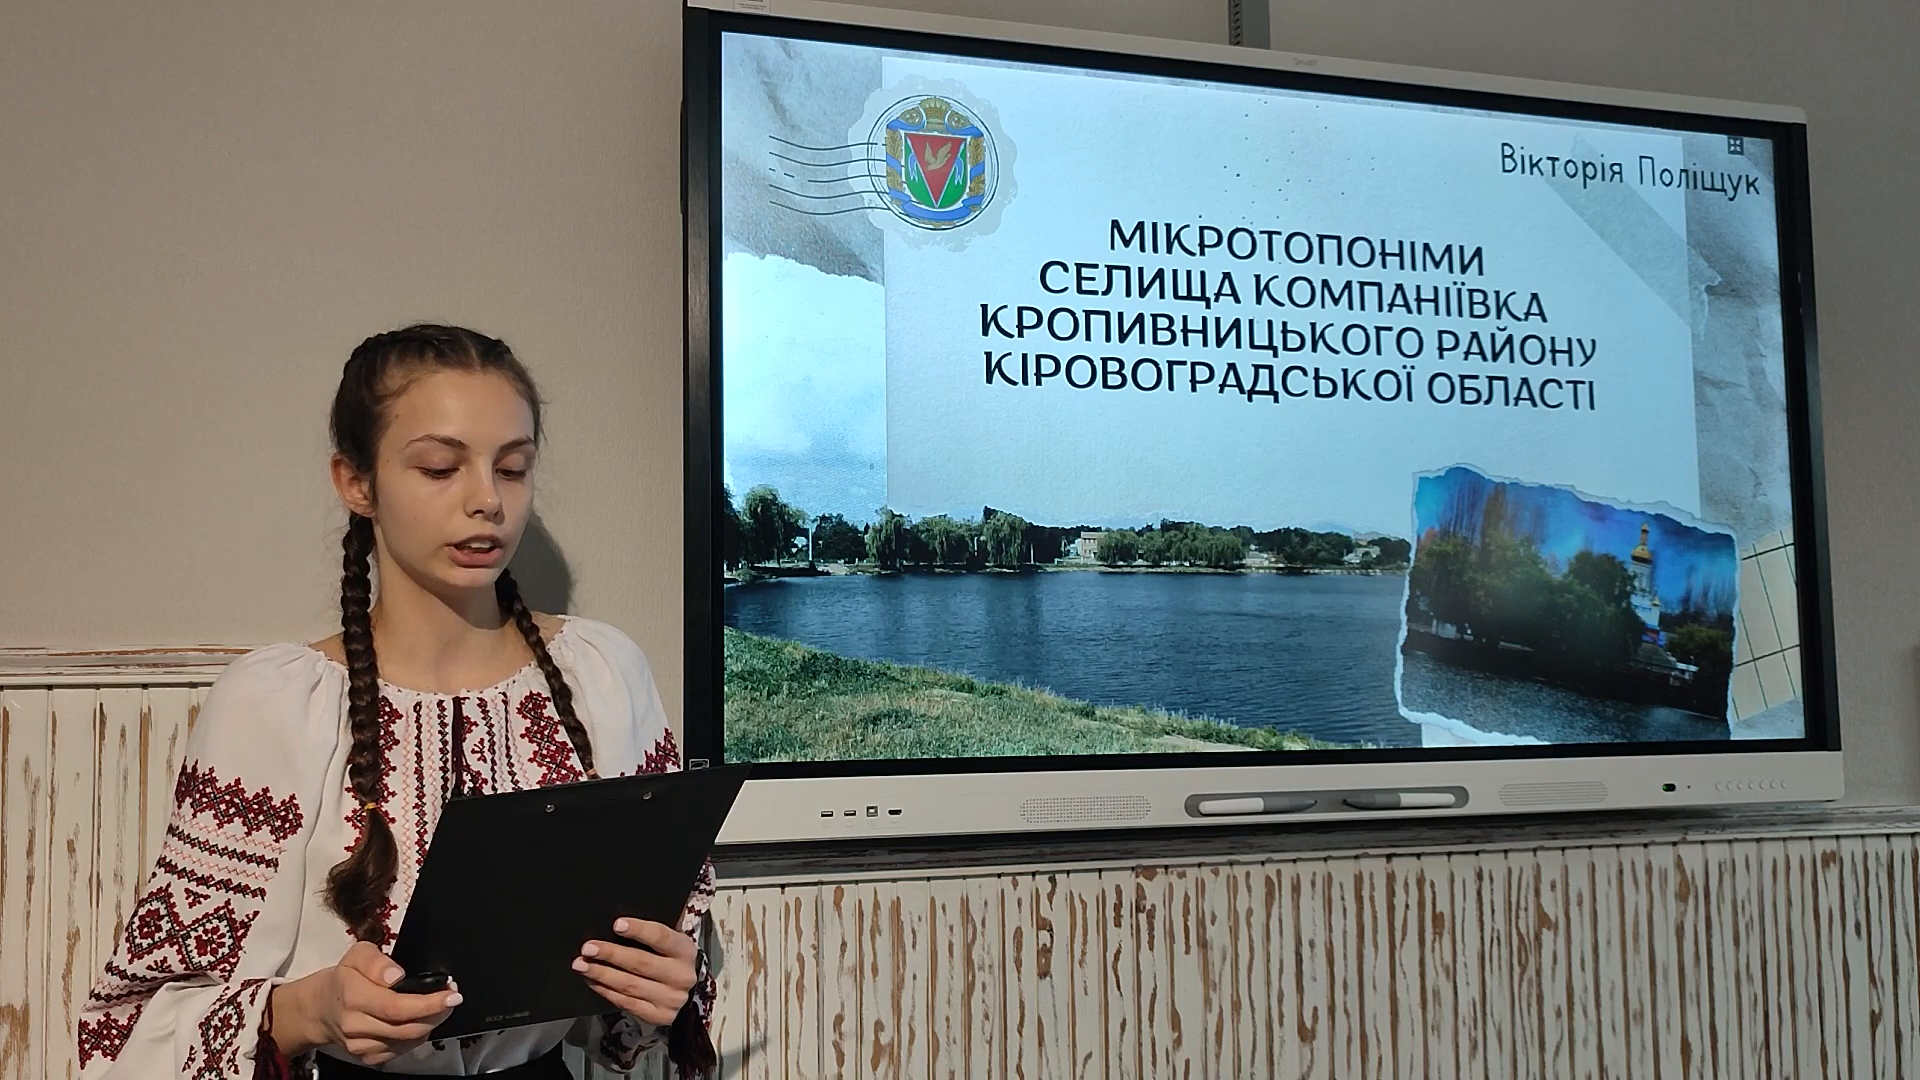 Вікторія Поліщук
МІКРОТОПОНІМИ
СЕЛИЩА КОМПАНІЇВКА
КРОПИВНИЦЬКОГО РАЙОНУ
КІРОВОГРАДСЬКОЇ ОБЛАСТІ